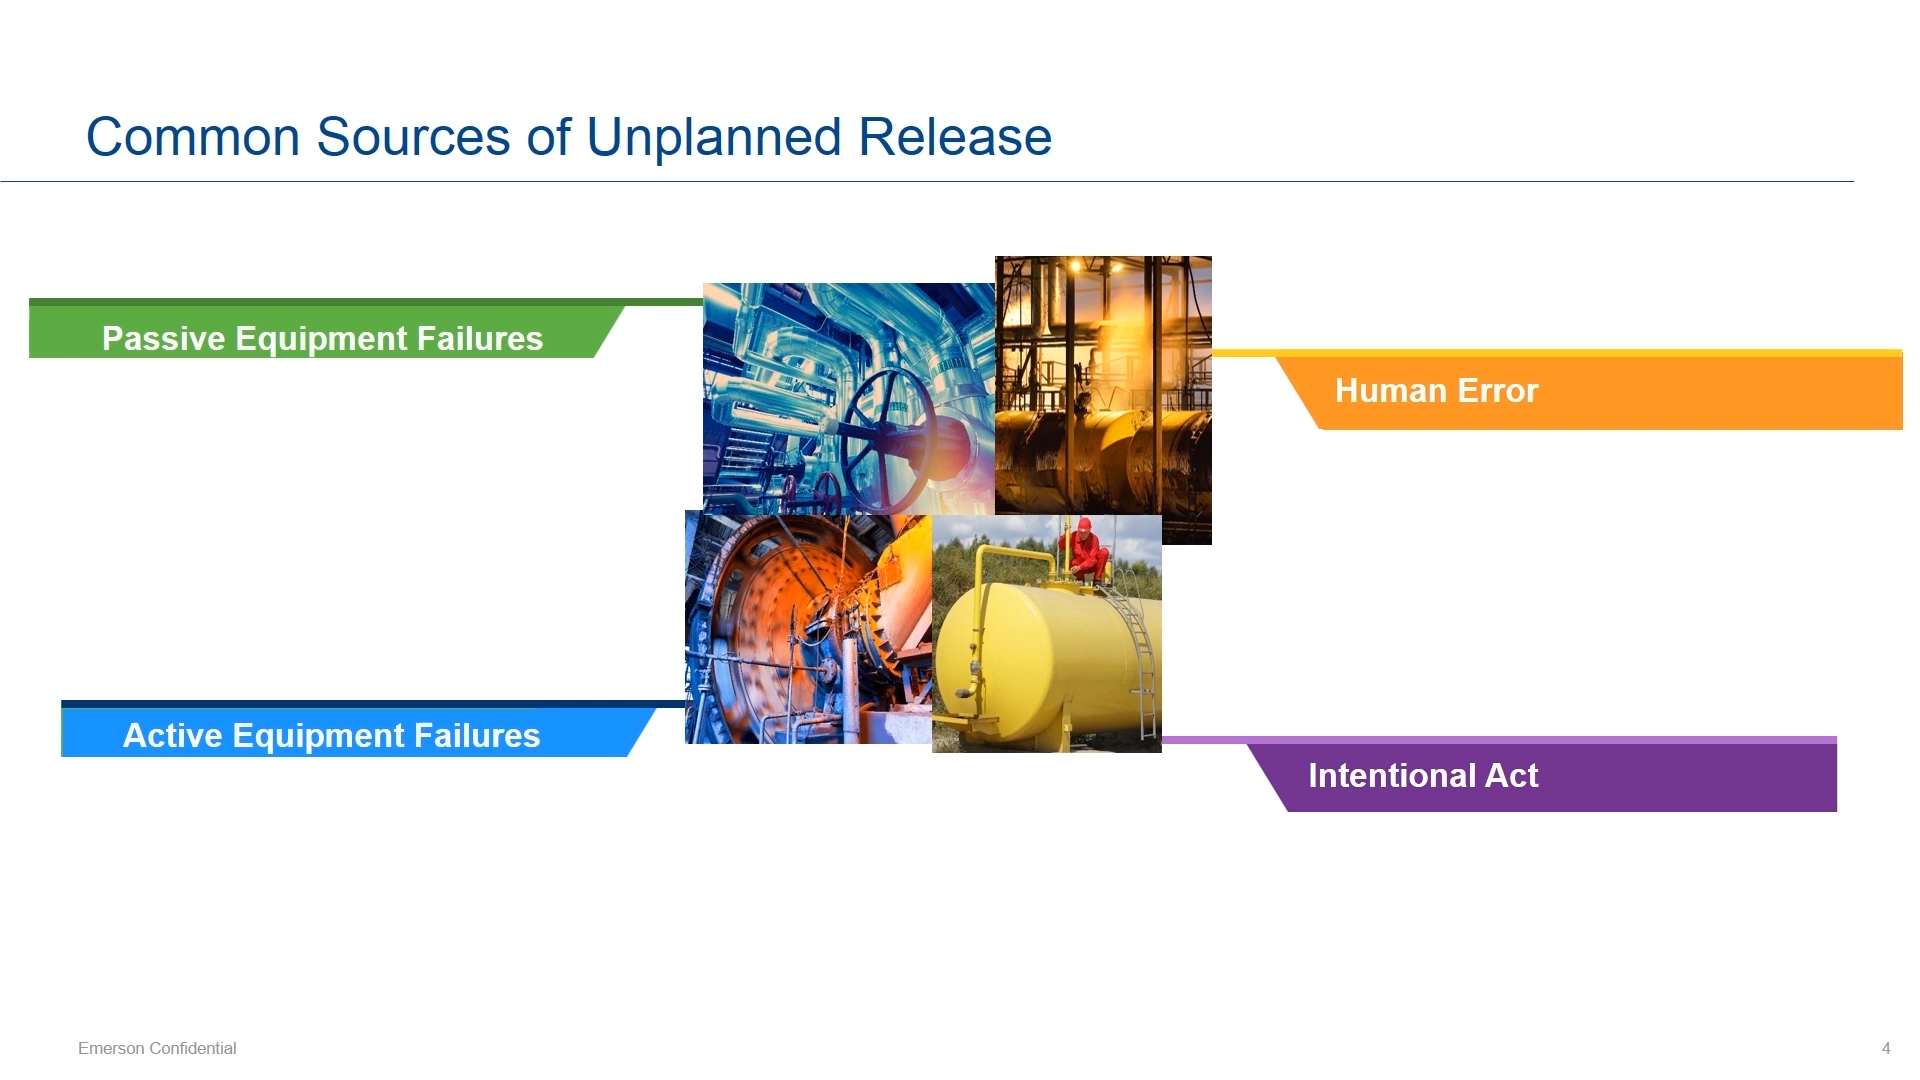 Common Sources of Unplanned Release
Passive Equipment Failures
Human Error
Active Equipment Failures
Intentional Act
Emerson Confidential
4